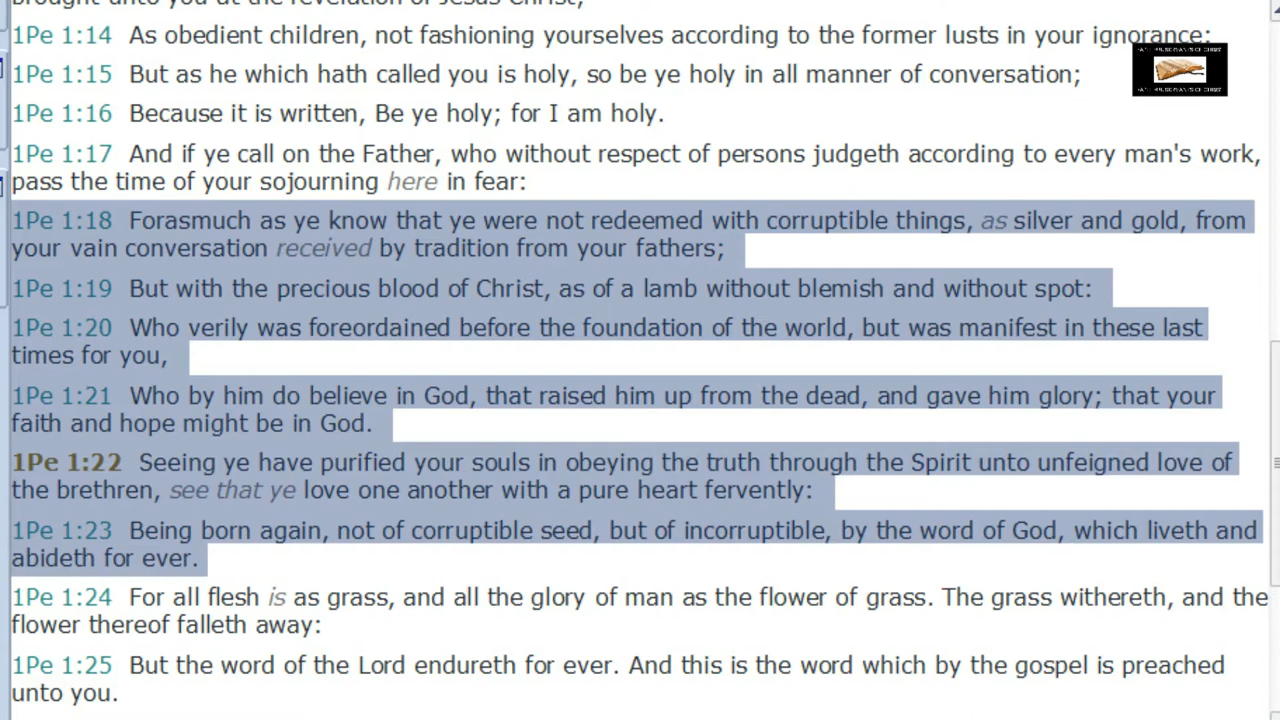 brought unto you at the revelation of Jesus Christ;
1Pe 1:14 As obedient children, not fashioning yourselves according to the former lusts in your ignorance:
1Pe 1:15 But as he which hath called you is holy, so be ye holy in all manner of conversation;
1Pe 1:16 Because it is written, Be ye holy; for I am holy.
1Pe 1:17 And if ye call on the Father, who without respect of persons judgeth according to every man's work,
pass the time of your sojourning here in fear:
1Pe 1:18 Forasmuch as ye know that ye were not redeemed with corruptible things, as silver and gold, from
your vain conversation received by tradition from your fathers;
1Pe 1:19 But with the precious blood of Christ, as of a lamb without blemish and without spot:
1Pe 1:20 Who verily was foreordained before the foundation of the world, but was manifest in these last
times for you,
1Pe 1:21 Who by him do believe in God, that raised him up from the dead, and gave him glory; that your
faith and hope might be in God.
1Pe 1:22 Seeing ye have purified your souls in obeying the truth through the Spirit unto unfeigned love of
the brethren, see that ye love one another with a pure heart fervently:
1Pe 1:23 Being born again, not of corruptible seed, but of incorruptible, by the word of God, which liveth and
abideth for ever.
1Pe 1:24 For all flesh is as grass, and all the glory of man as the flower of grass. The grass withereth, and the
flower thereof falleth away:
1Pe 1:25 But the word of the Lord endureth for ever. And this is the word which by the gospel is preached
unto you.